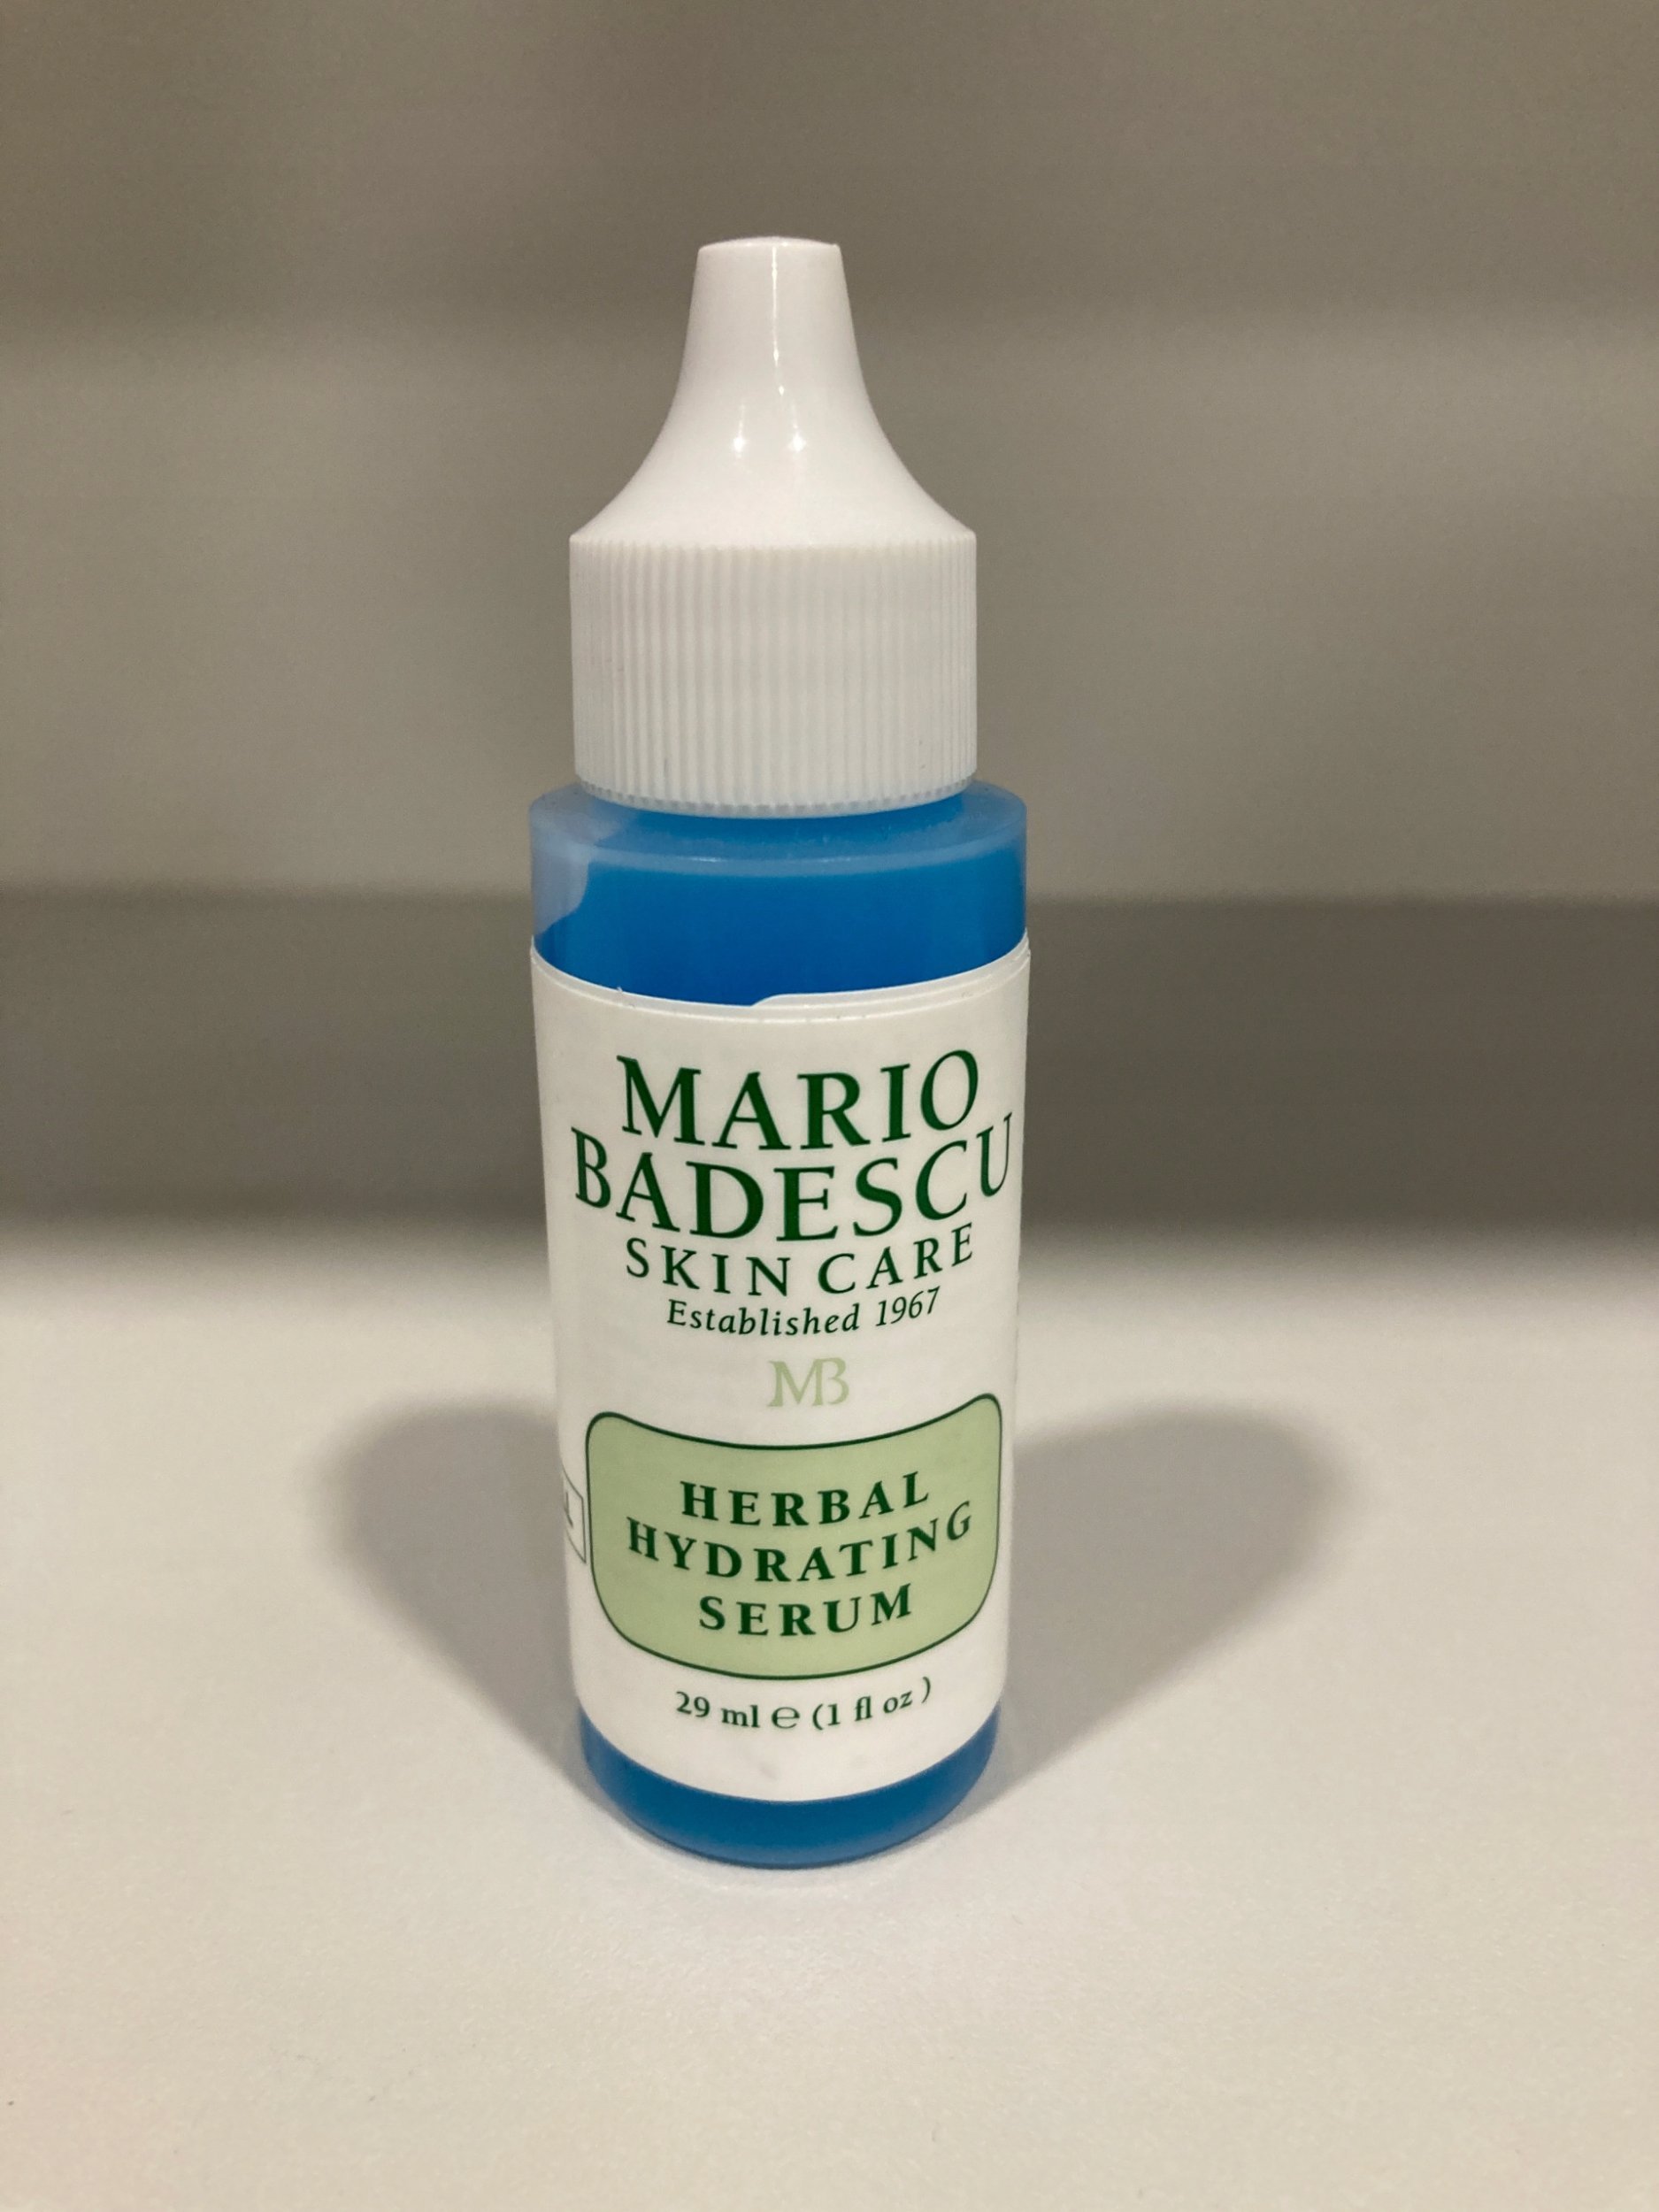 MARIO
BADESCU
SKIN CARE
Established 1967
MB
HERBAL
HYDRATING
SERUM
29 ml ℮ (1 fl oz)